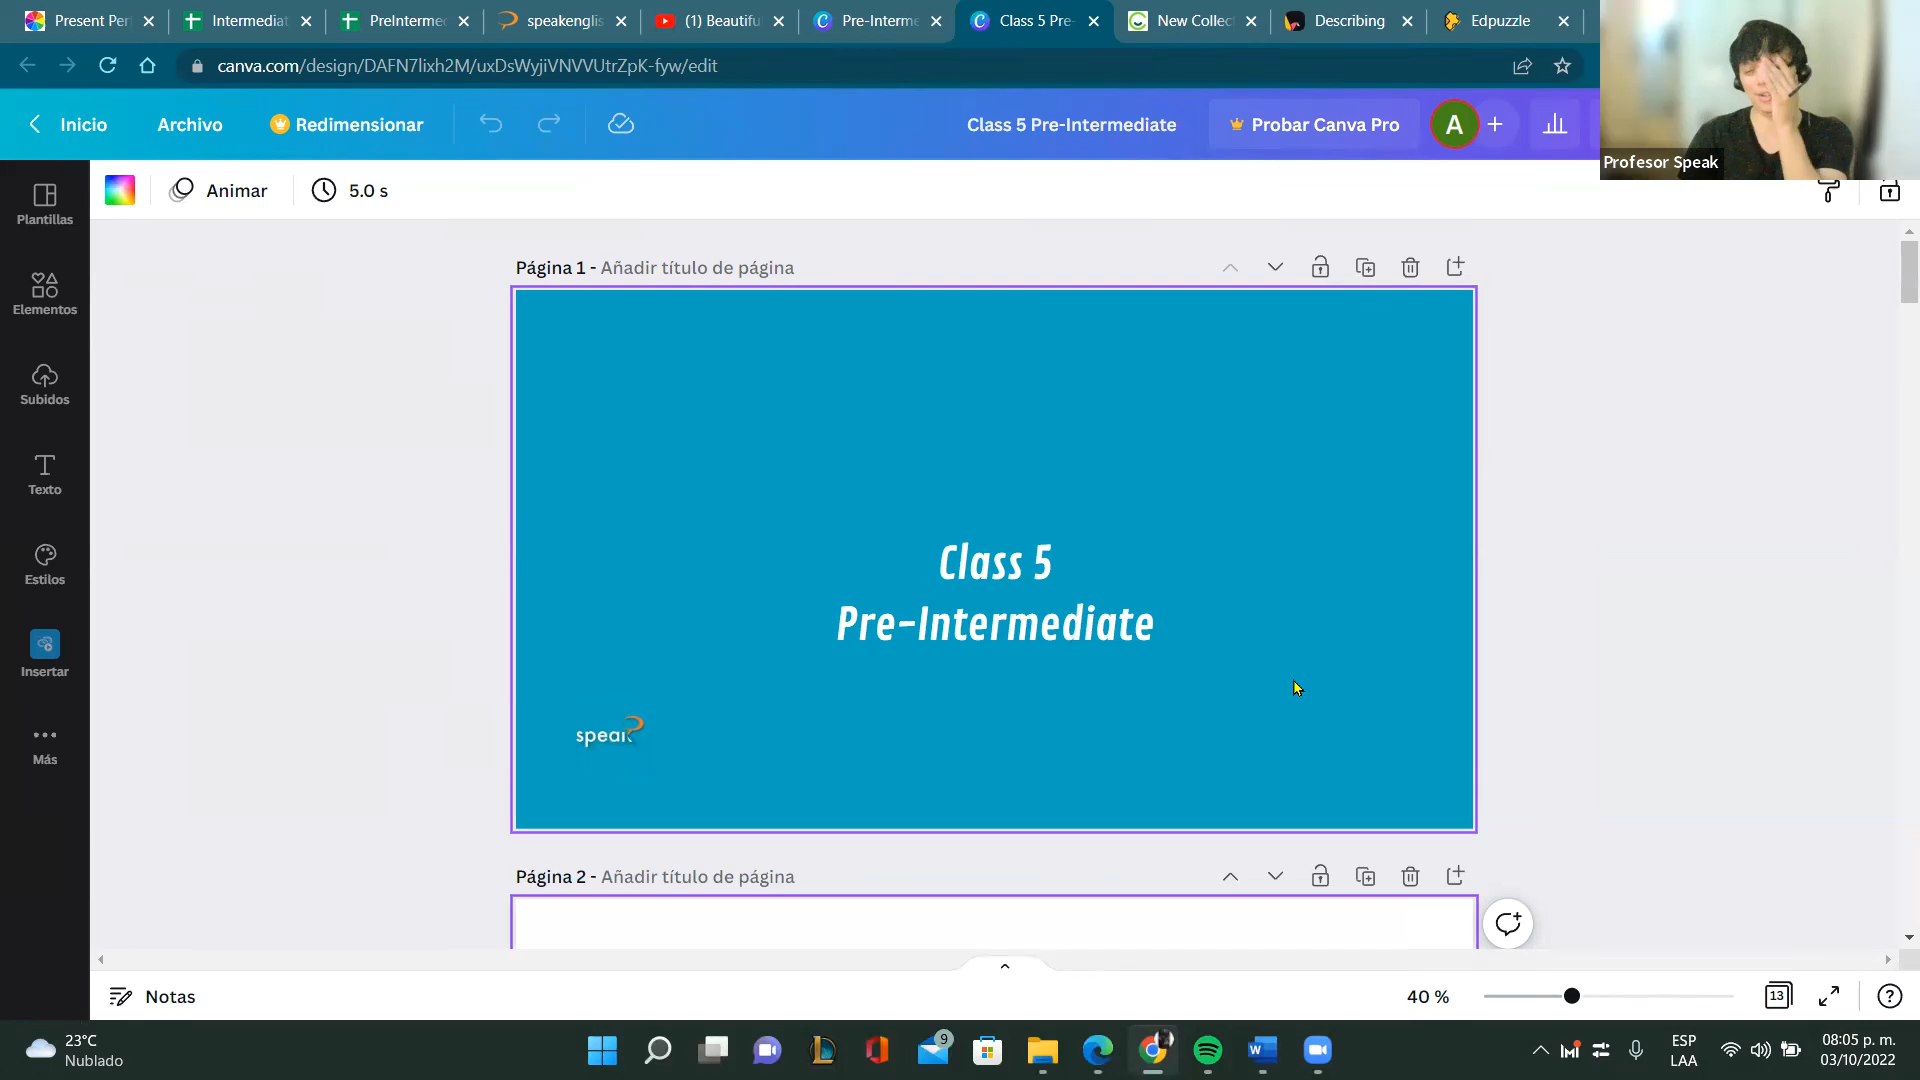 Present Per
Intermediat
PreIntermed
speakenglis
(1) Beautifu
Pre-Interme
Class 5 Pre-
New Collec
Describing
Edpuzzle
canva.com/design/DAFN7lixh2M/uxDsWyjiVNVVUtrZpK-fyw/edit
Inicio
Archivo
Redimensionar
Class 5 Pre-Intermediate
Probar Canva Pro
A
Profesor Speak
Animar
5.0 s
Plantillas
Elementos
Subidos
Texto
Estilos
Insertar
Más
Página 1 - Añadir título de página
Class 5
Pre-Intermediate
speak
Página 2 - Añadir título de página
Notas
40 %
13
23°C
Nublado
9
ESP
LAA
08:05 p. m.
03/10/2022